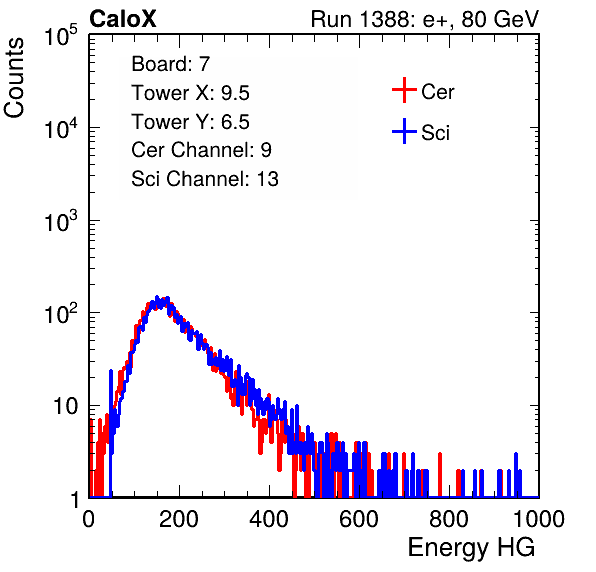 CaloX Run 1388: e+, 80 GeV
Counts
10^5
10^4
10^3
10^2
10
1
Board: 7
Tower X: 9.5
Tower Y: 6.5
Cer Channel: 9
Sci Channel: 13
Cer
Sci
0 200 400 600 800 1000
Energy HG